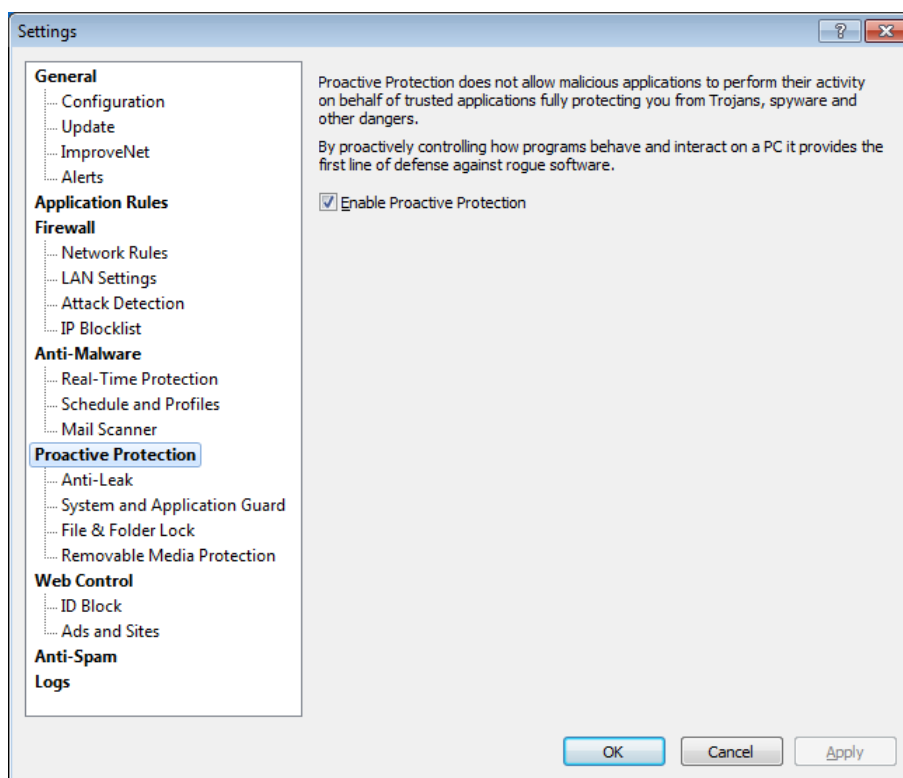 Settings
General
Configuration
Update
ImproveNet
Alerts
Application Rules
Firewall
Network Rules
LAN Settings
Attack Detection
IP Blocklist
Anti-Malware
Real-Time Protection
Schedule and Profiles
Mail Scanner
Proactive Protection
Anti-Leak
System and Application Guard
File & Folder Lock
Removable Media Protection
Web Control
ID Block
Ads and Sites
Anti-Spam
Logs
Proactive Protection does not allow malicious applications to perform their activity
on behalf of trusted applications fully protecting you from Trojans, spyware and
other dangers.
By proactively controlling how programs behave and interact on a PC it provides the
first line of defense against rogue software.
Enable Proactive Protection
OK
Cancel
Apply